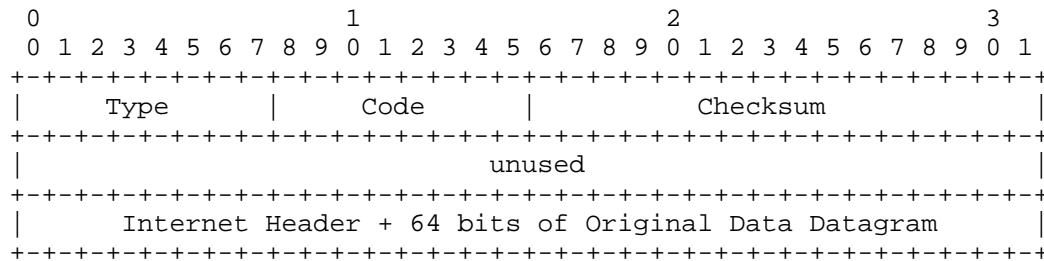 0                   1                   2                   3
0 1 2 3 4 5 6 7 8 9 0 1 2 3 4 5 6 7 8 9 0 1 2 3 4 5 6 7 8 9 0 1
+-+-+-+-+-+-+-+-+-+-+-+-+-+-+-+-+-+-+-+-+-+-+-+-+-+-+-+-+-+-+-+-+
|     Type      |     Code      |          Checksum             |
+-+-+-+-+-+-+-+-+-+-+-+-+-+-+-+-+-+-+-+-+-+-+-+-+-+-+-+-+-+-+-+-+
|                             unused                            |
+-+-+-+-+-+-+-+-+-+-+-+-+-+-+-+-+-+-+-+-+-+-+-+-+-+-+-+-+-+-+-+-+
|      Internet Header + 64 bits of Original Data Datagram      |
+-+-+-+-+-+-+-+-+-+-+-+-+-+-+-+-+-+-+-+-+-+-+-+-+-+-+-+-+-+-+-+-+